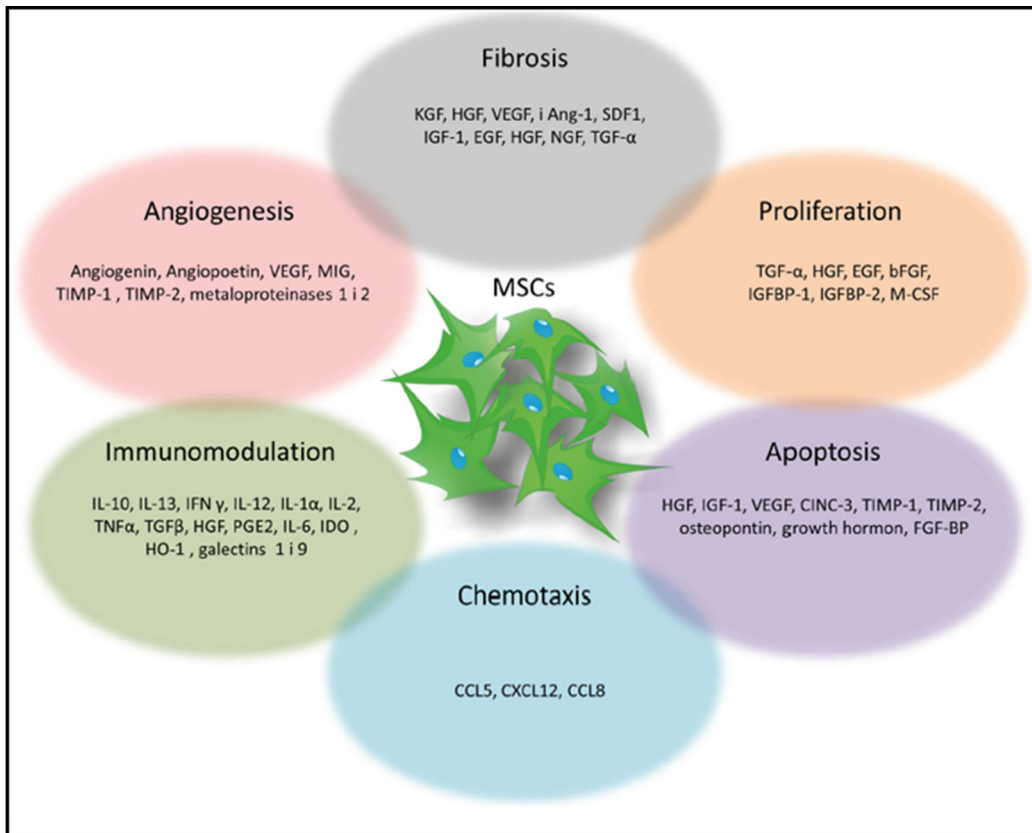 Fibrosis
KGF, HGF, VEGF, i Ang-1, SDF1,
IGF-1, EGF, HGF, NGF, TGF-α
Angiogenesis
Angiogenin, Angiopoetin, VEGF, MIG,
TIMP-1 , TIMP-2, metaloproteinases 1 i 2
Proliferation
TGF-α, HGF, EGF, bFGF,
IGFBP-1, IGFBP-2, M-CSF
MSCs
Immunomodulation
IL-10, IL-13, IFN γ, IL-12, IL-1α, IL-2,
TNFα, TGFβ, HGF, PGE2, IL-6, IDO ,
HO-1 , galectins 1 i 9
Apoptosis
HGF, IGF-1, VEGF, CINC-3, TIMP-1, TIMP-2,
osteopontin, growth hormon, FGF-BP
Chemotaxis
CCL5, CXCL12, CCL8